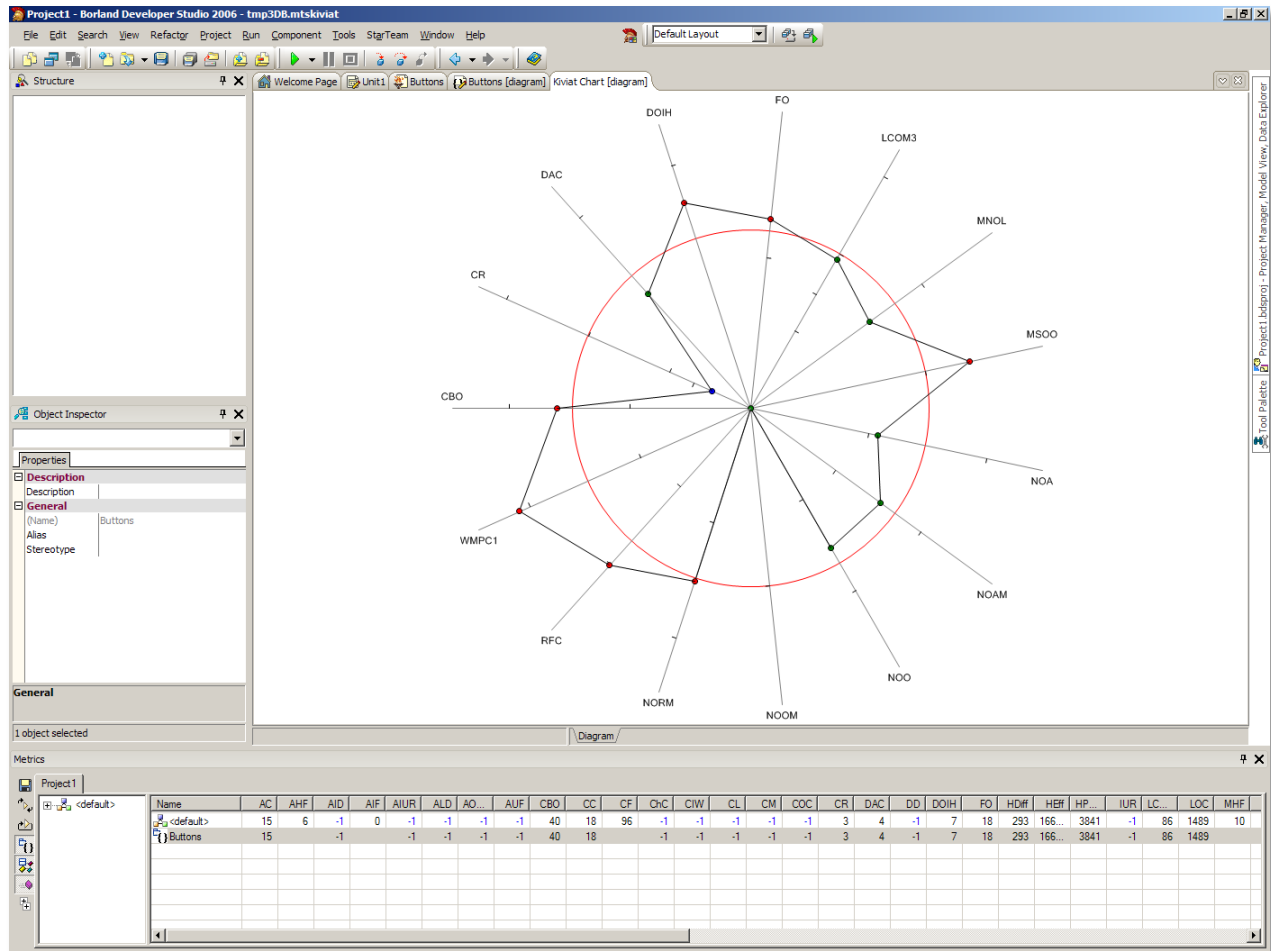 Project1 - Borland Developer Studio 2006 - tmp3DB.mtskiviat
File Edit Search View Refactor Project Run Component Tools StarTeam Window Help
Default Layout
Structure
Welcome Page Unit1 Buttons Buttons [diagram] Kiviat Chart [diagram]
FO
DOIH
LCOM3
DAC
MNOL
CR
MSOO
CBO
NOA
WMPC1
NOAM
RFC
NOO
NORM
NOOM
Project1.bdsproj - Project Manager, Model View, Data Explorer
Tool Palette
Object Inspector
Properties
Description
Description
General
(Name) Buttons
Alias
Stereotype
General
1 object selected
Diagram
Metrics
Project1
<default>
Name AC AHF AID AIF AIUR ALD AO... AUF CBO CC CF ChC CIW CL CM COC CR DAC DD DOIH FO HDiff HEff HP... IUR LC... LOC MHF
<default> 15 6 -1 0 -1 -1 -1 -1 40 18 96 -1 -1 -1 -1 -1 3 4 -1 7 18 293 166... 3841 -1 86 1489 10
Buttons 15 -1 -1 -1 -1 -1 40 18 -1 -1 -1 -1 -1 3 4 -1 7 18 293 166... 3841 -1 86 1489